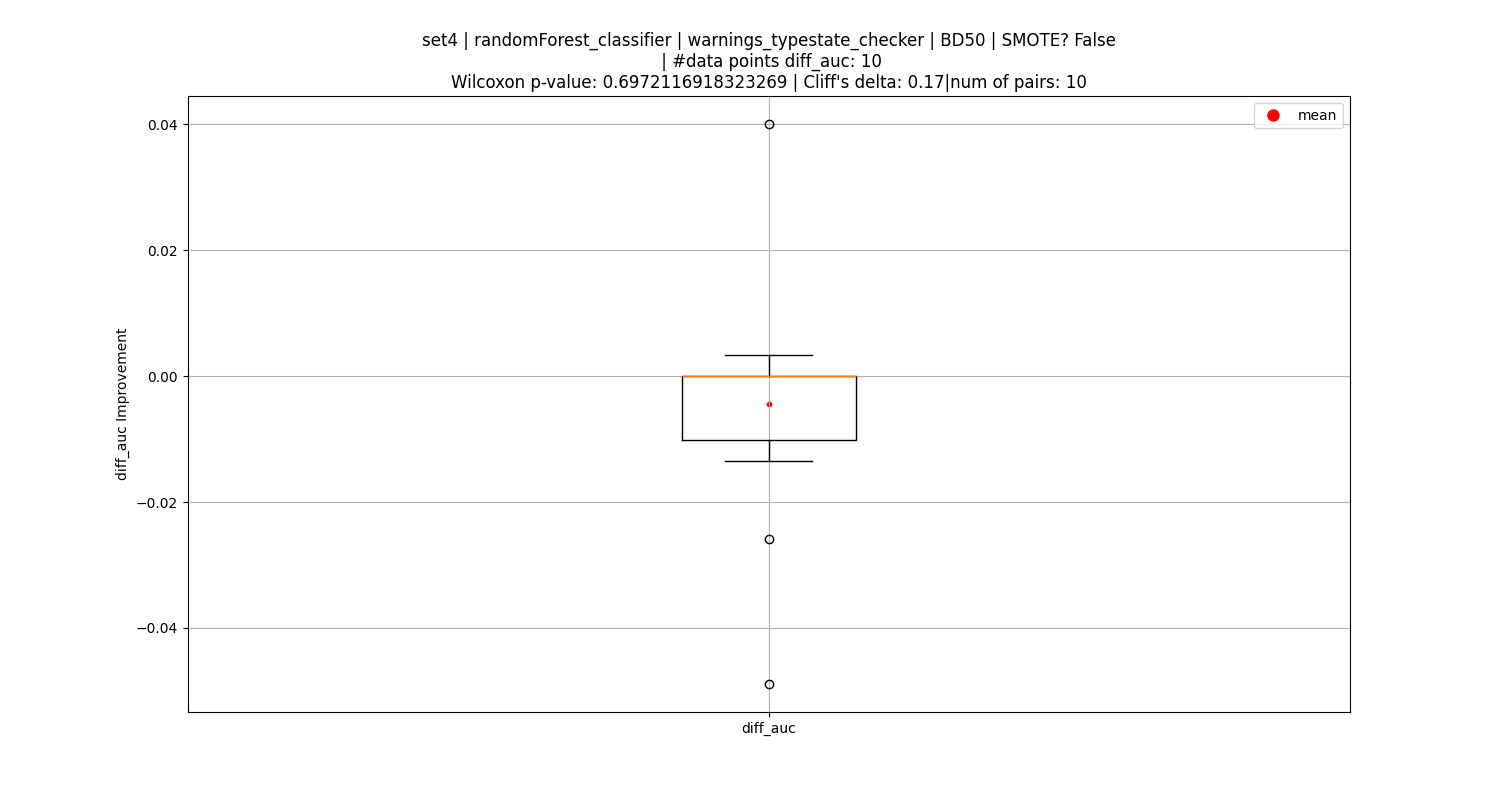 set4 | randomForest_classifier | warnings_typestate_checker | BD50 | SMOTE? False
| #data points diff_auc: 10
Wilcoxon p-value: 0.6972116918323269 | Cliff's delta: 0.17|num of pairs: 10
mean
0.04
0.02
0.00
−0.02
−0.04
diff_auc Improvement
diff_auc